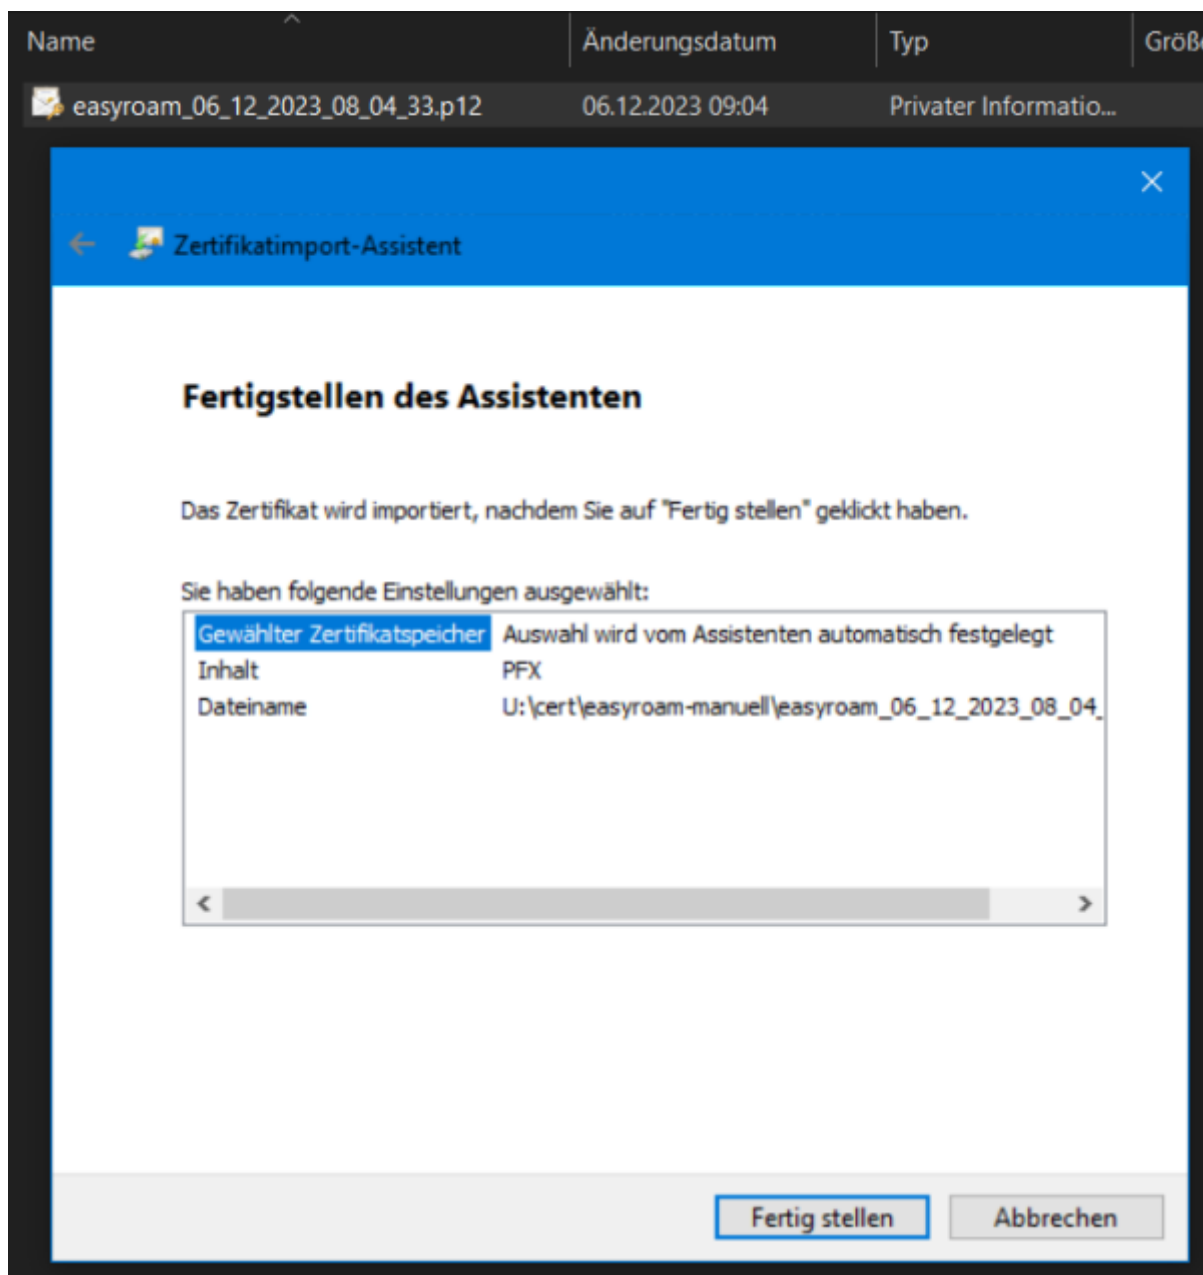 Name Änderungsdatum Typ Größe
easyroam_06_12_2023_08_04_33.p12 06.12.2023 09:04 Privater Informatio...
Zertifikatimport-Assistent
Fertigstellen des Assistenten
Das Zertifikat wird importiert, nachdem Sie auf "Fertig stellen" geklickt haben.
Sie haben folgende Einstellungen ausgewählt:
Gewählter Zertifikatspeicher Auswahl wird vom Assistenten automatisch festgelegt
Inhalt PFX
Dateiname U:\cert\easyroam-manuell\easyroam_06_12_2023_08_04_
Fertig stellen Abbrechen